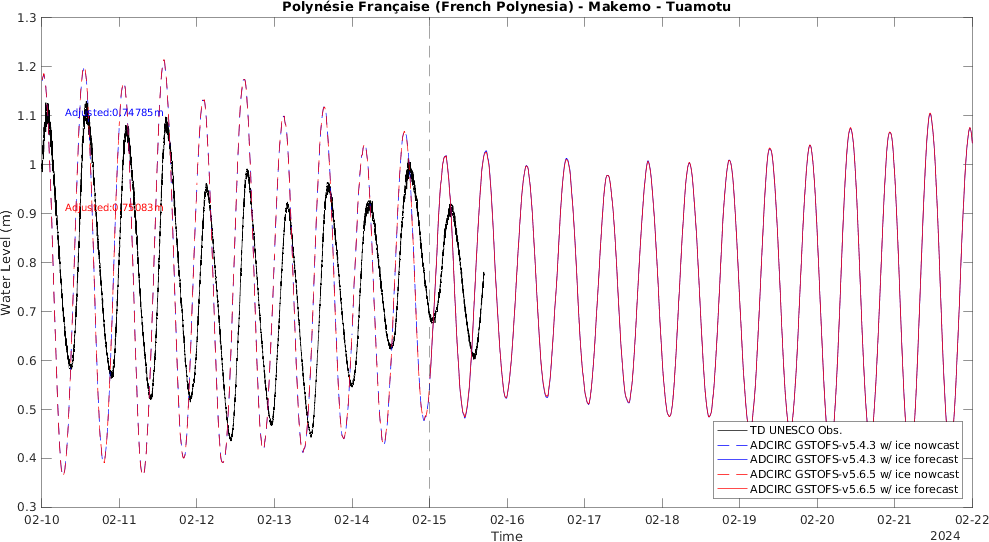 Polynésie Française (French Polynesia) - Makemo - Tuamotu
1.3
1.2
1.1
1
0.9
0.8
0.7
0.6
0.5
0.4
0.3
Water Level (m)
Adjusted:0.74785m
Adjusted:0.75083m
TD UNESCO Obs.
ADCIRC GSTOFS-v5.4.3 w/ ice nowcast
ADCIRC GSTOFS-v5.4.3 w/ ice forecast
ADCIRC GSTOFS-v5.6.5 w/ ice nowcast
ADCIRC GSTOFS-v5.6.5 w/ ice forecast
02-10 02-11 02-12 02-13 02-14 02-15 02-16 02-17 02-18 02-19 02-20 02-21 02-22
Time
2024